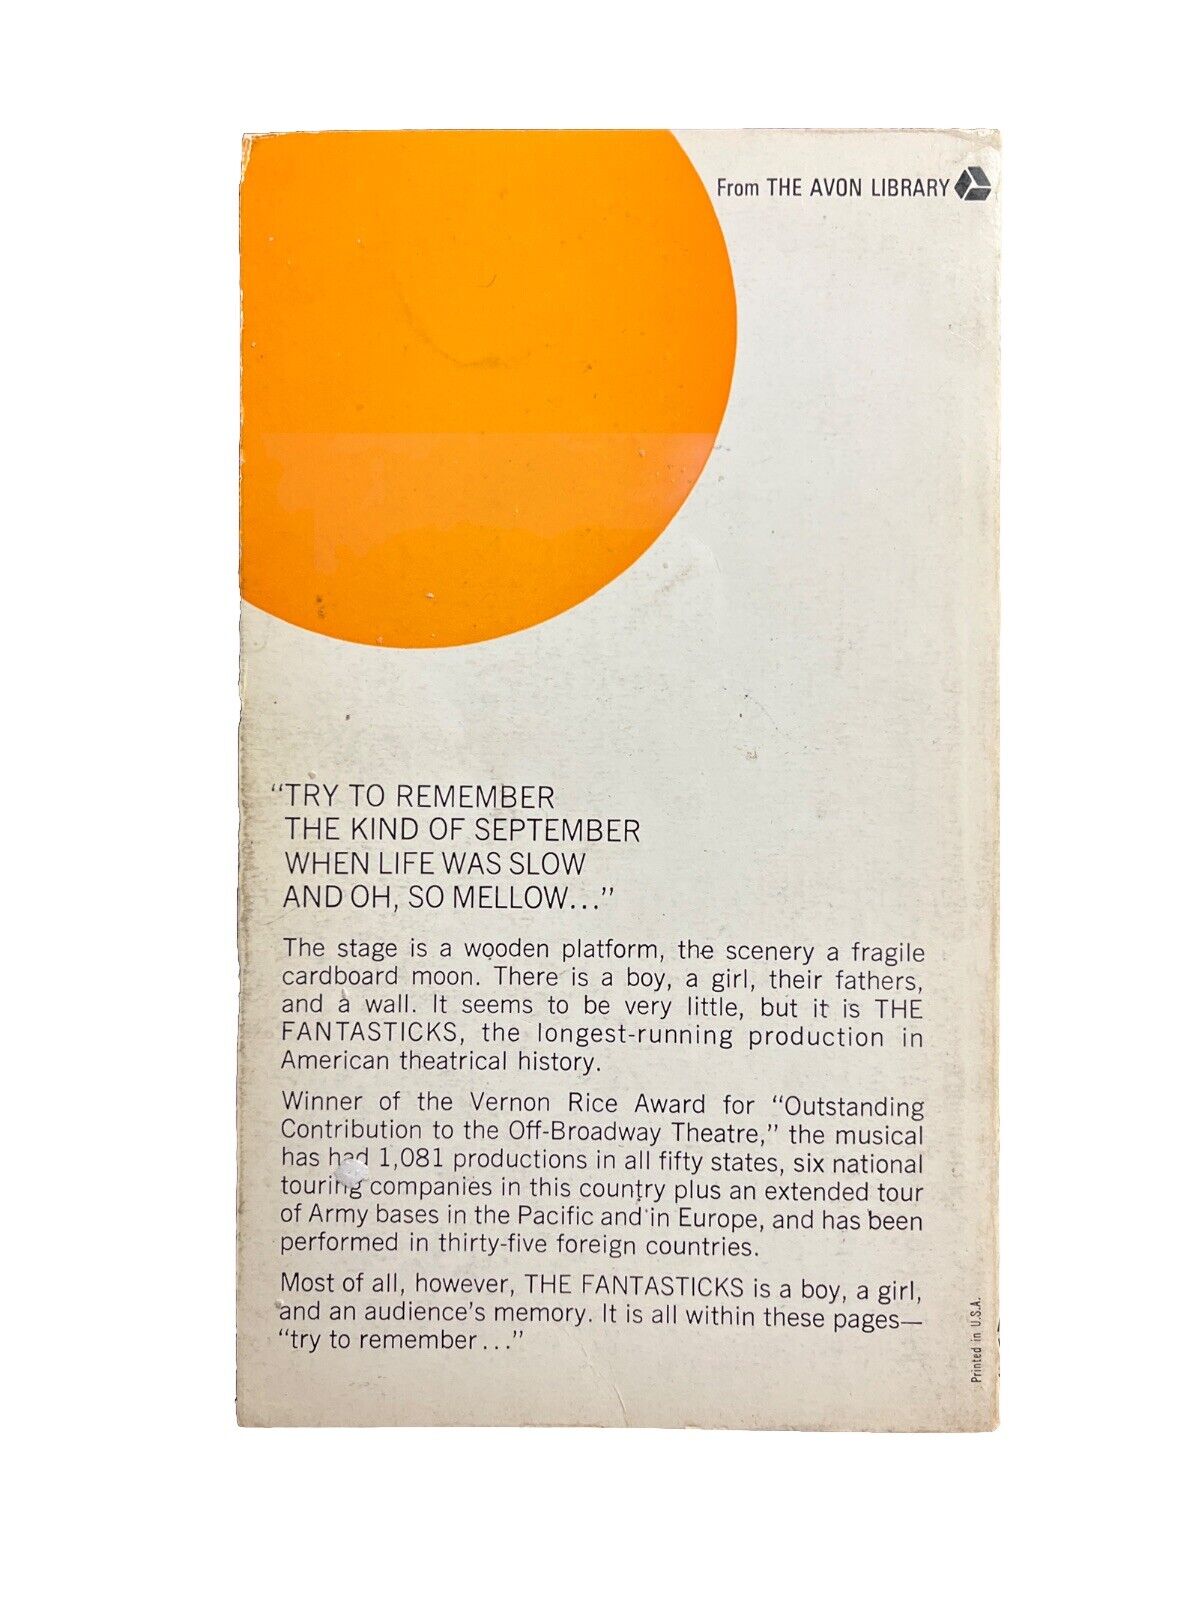 From THE AVON LIBRARY
"TRY TO REMEMBER
THE KIND OF SEPTEMBER
WHEN LIFE WAS SLOW
AND OH, SO MELLOW..."
The stage is a wooden platform, the scenery a fragile
cardboard moon. There is a boy, a girl, their fathers,
and a wall. It seems to be very little, but it is THE
FANTASTICKS, the longest-running production in
American theatrical history.
Winner of the Vernon Rice Award for "Outstanding
Contribution to the Off-Broadway Theatre," the musical
has had 1,081 productions in all fifty states, six national
touring companies in this country plus an extended tour
of Army bases in the Pacific and in Europe, and has been
performed in thirty-five foreign countries.
Most of all, however, THE FANTASTICKS is a boy, a girl,
and an audience's memory. It is all within these pages—
"try to remember..."
Printed in U.S.A.